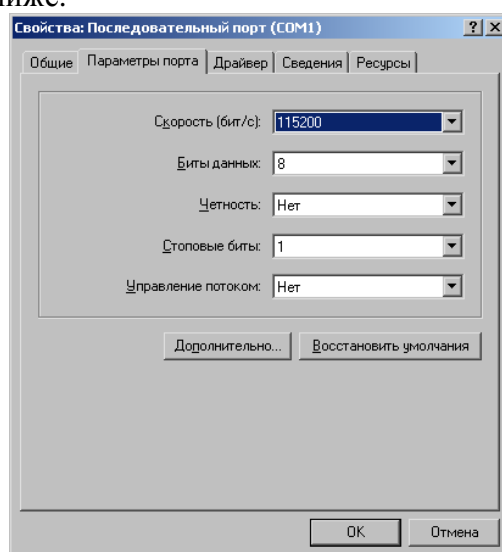 ниже.
Свойства: Последовательный порт (COM1)
? ×
Общие Параметры порта Драйвер Сведения Ресурсы
Скорость (бит/с): 115200
Биты данных: 8
Четность: Нет
Стоповые биты: 1
Управление потоком: Нет
Дополнительно... Восстановить умолчания
OK Отмена